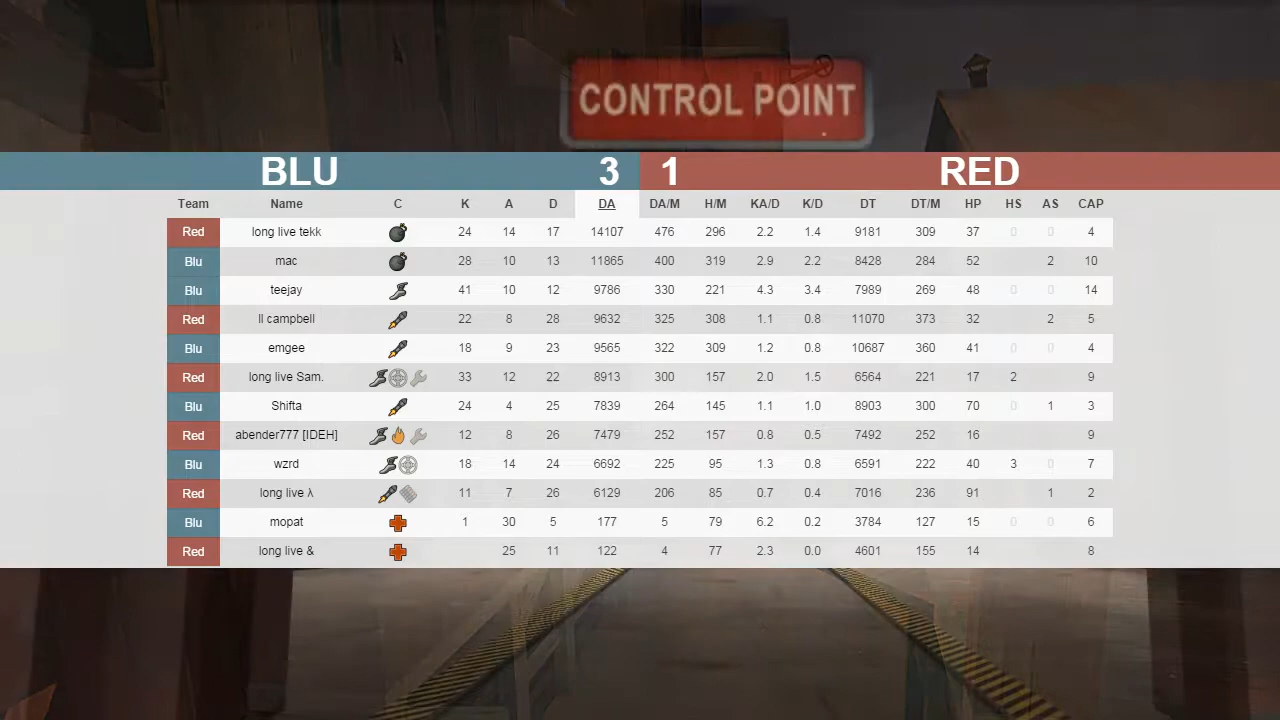 CONTROL POINT
BLU 3 1 RED
Team Name C K A D DA DA/M H/M KA/D K/D DT DT/M HP HS AS CAP
Red long live tekk 24 14 17 14107 476 296 2.2 1.4 9181 309 37 0 0 4
Blu mac 28 10 13 11865 400 319 2.9 2.2 8428 284 52 2 10
Blu teejay 41 10 12 9786 330 221 4.3 3.4 7989 269 48 0 0 14
Red ll campbell 22 8 28 9632 325 308 1.1 0.8 11070 373 32 2 5
Blu emgee 18 9 23 9565 322 309 1.2 0.8 10687 360 41 0 0 4
Red long live Sam. 33 12 22 8913 300 157 2.0 1.5 6564 221 17 2 9
Blu Shifta 24 4 25 7839 264 145 1.1 1.0 8903 300 70 0 1 3
Red abender777 [IDEH] 12 8 26 7479 252 157 0.8 0.5 7492 252 16 9
Blu wzrd 18 14 24 6692 225 95 1.3 0.8 6591 222 40 3 0 7
Red long live λ 11 7 26 6129 206 85 0.7 0.4 7016 236 91 1 2
Blu mopat 1 30 5 177 5 79 6.2 0.2 3784 127 15 0 0 6
Red long live & 25 11 122 4 77 2.3 0.0 4601 155 14 8